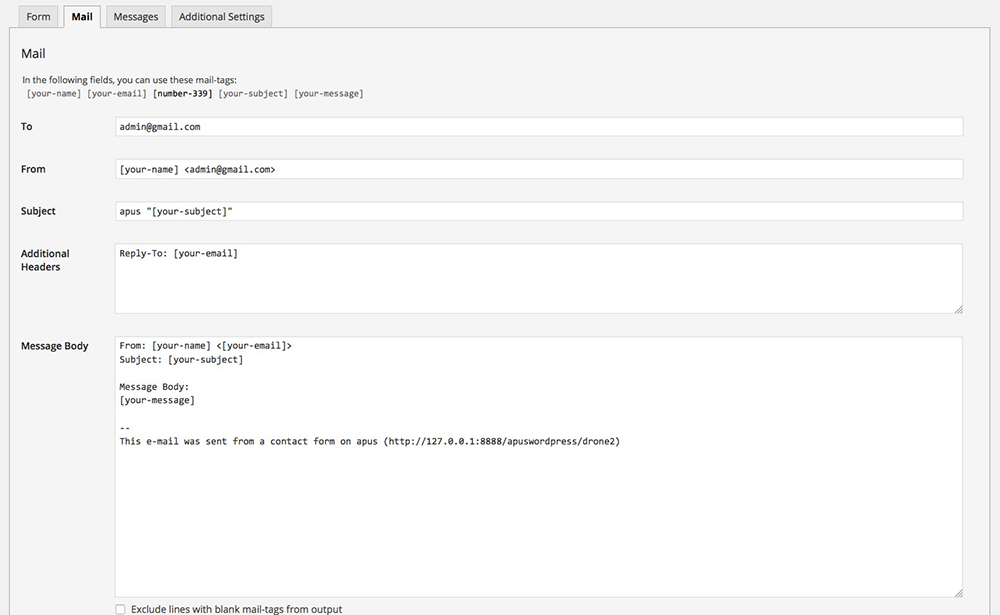 Form Mail Messages Additional Settings
Mail
In the following fields, you can use these mail-tags:
[your-name] [your-email] [number-339] [your-subject] [your-message]
To admin@gmail.com
From [your-name] <admin@gmail.com>
Subject apus "[your-subject]"
Additional Headers
Reply-To: [your-email]
Message Body
From: [your-name] <[your-email]>
Subject: [your-subject]
Message Body:
[your-message]
--
This e-mail was sent from a contact form on apus (http://127.0.0.1:8888/apuswordpress/drone2)
Exclude lines with blank mail-tags from output